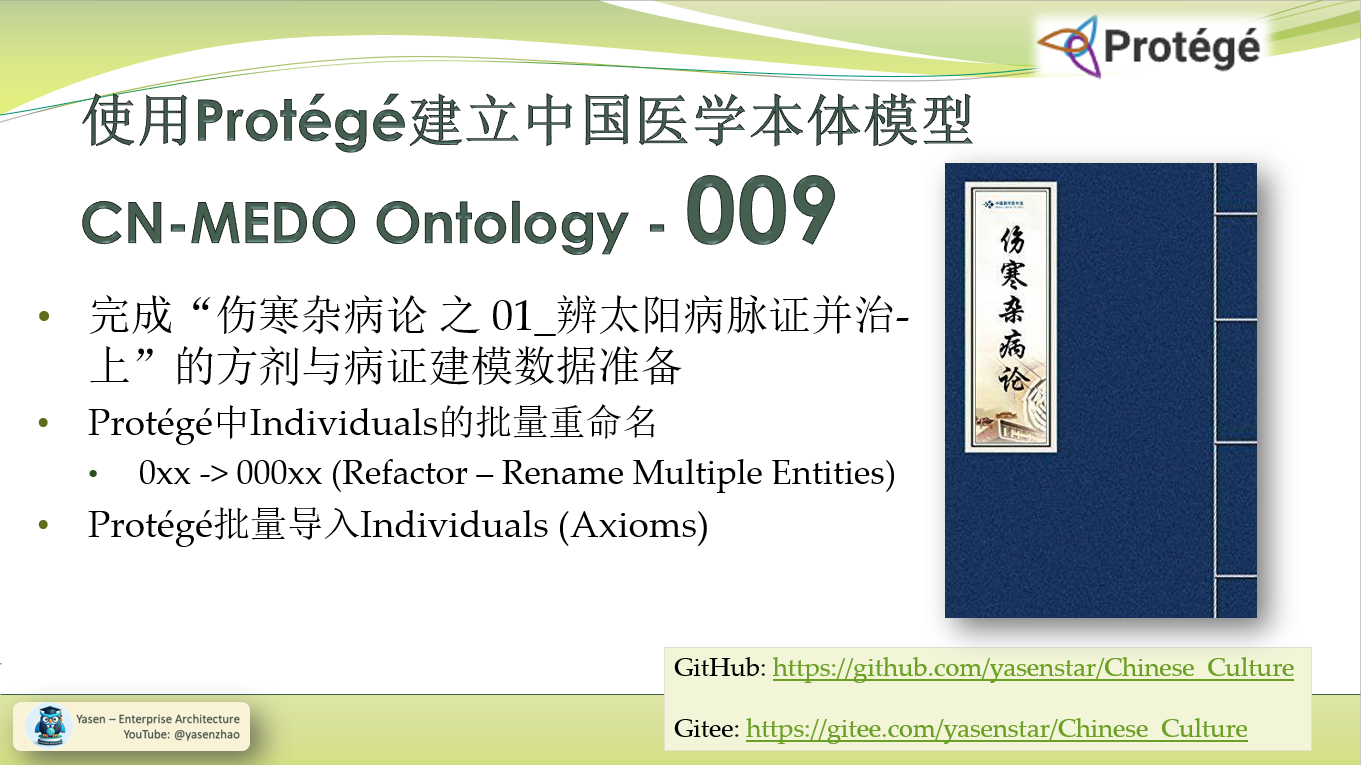 Protégé
使用Protégé建立中国医学本体模型
CN-MEDO Ontology - 009
• 完成“伤寒杂病论 之 01_辨太阳病脉证并治-
上”的方剂与病证建模数据准备
• Protégé中Individuals的批量重命名
• 0xx -> 000xx (Refactor – Rename Multiple Entities)
• Protégé批量导入Individuals (Axioms)
伤寒杂病论
GitHub: https://github.com/yasenstar/Chinese_Culture
Gitee: https://gitee.com/yasenstar/Chinese_Culture
Yasen – Enterprise Architecture
YouTube: @yasenzhao